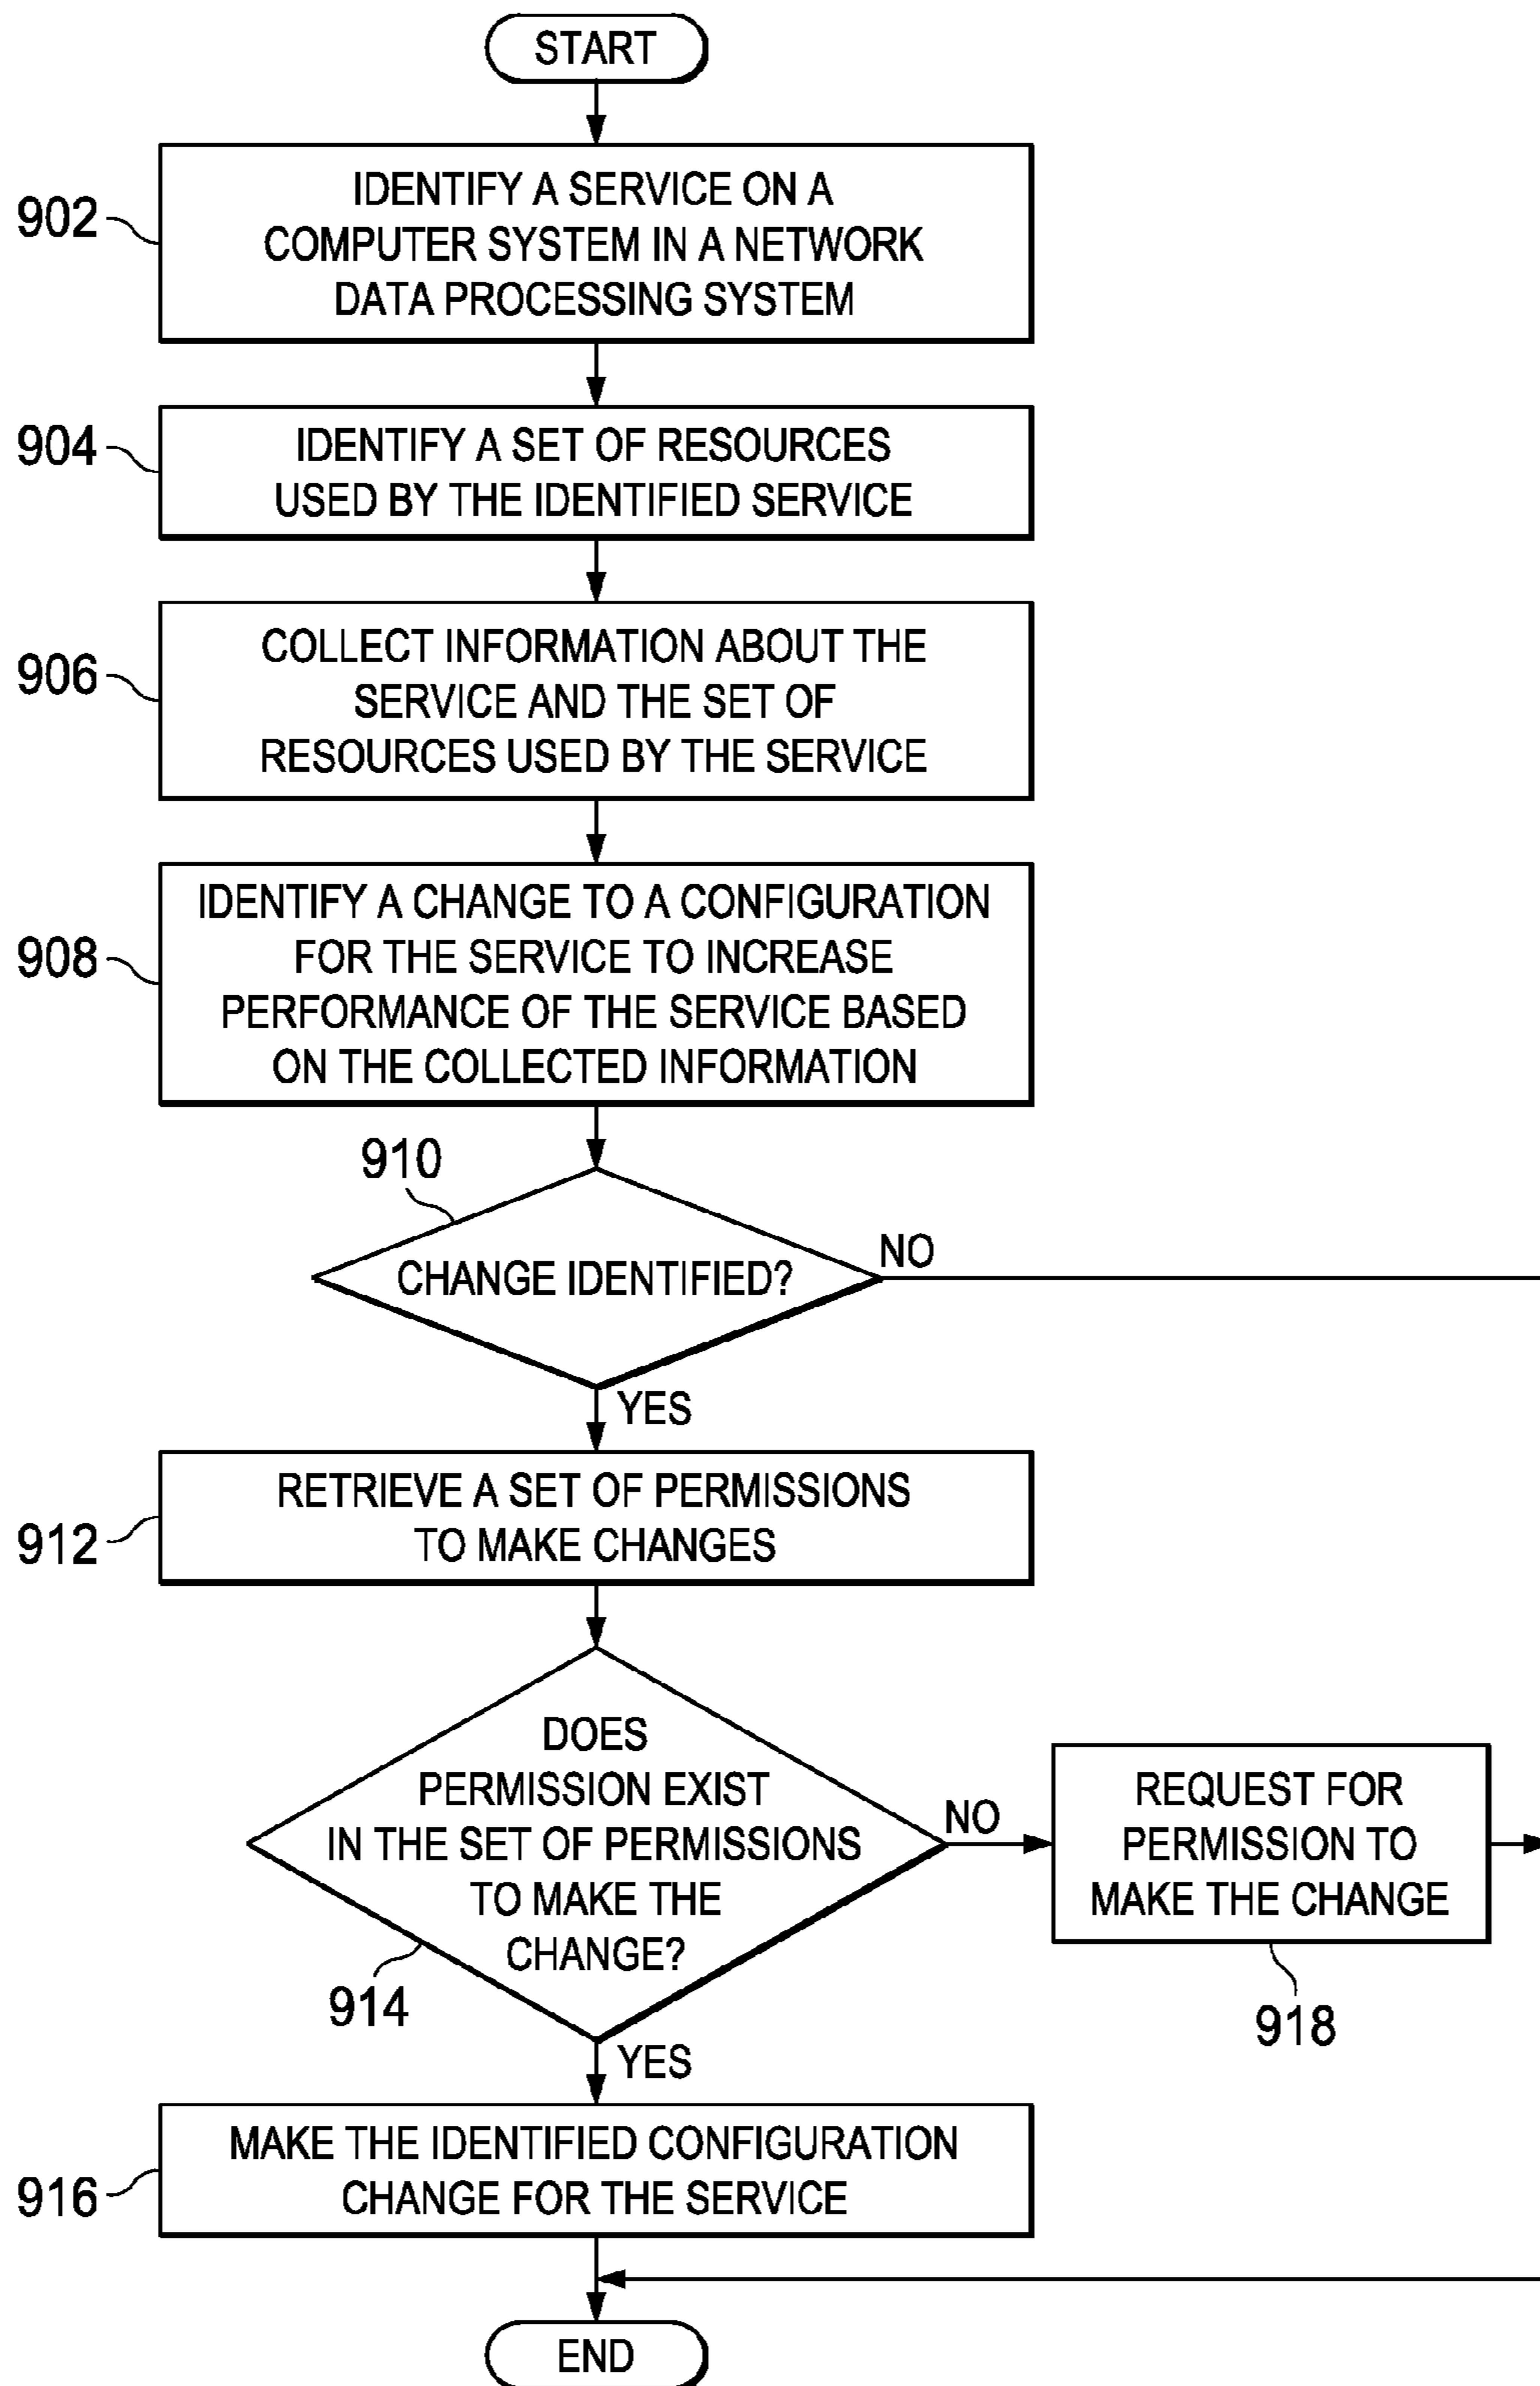 START
902
IDENTIFY A SERVICE ON A
COMPUTER SYSTEM IN A NETWORK
DATA PROCESSING SYSTEM
904
IDENTIFY A SET OF RESOURCES
USED BY THE IDENTIFIED SERVICE
906
COLLECT INFORMATION ABOUT THE
SERVICE AND THE SET OF
RESOURCES USED BY THE SERVICE
908
IDENTIFY A CHANGE TO A CONFIGURATION
FOR THE SERVICE TO INCREASE
PERFORMANCE OF THE SERVICE BASED
ON THE COLLECTED INFORMATION
910
CHANGE IDENTIFIED?
NO
YES
912
RETRIEVE A SET OF PERMISSIONS
TO MAKE CHANGES
914
DOES
PERMISSION EXIST
IN THE SET OF PERMISSIONS
TO MAKE THE
CHANGE?
NO
REQUEST FOR
PERMISSION TO
MAKE THE CHANGE
918
YES
916
MAKE THE IDENTIFIED CONFIGURATION
CHANGE FOR THE SERVICE
END